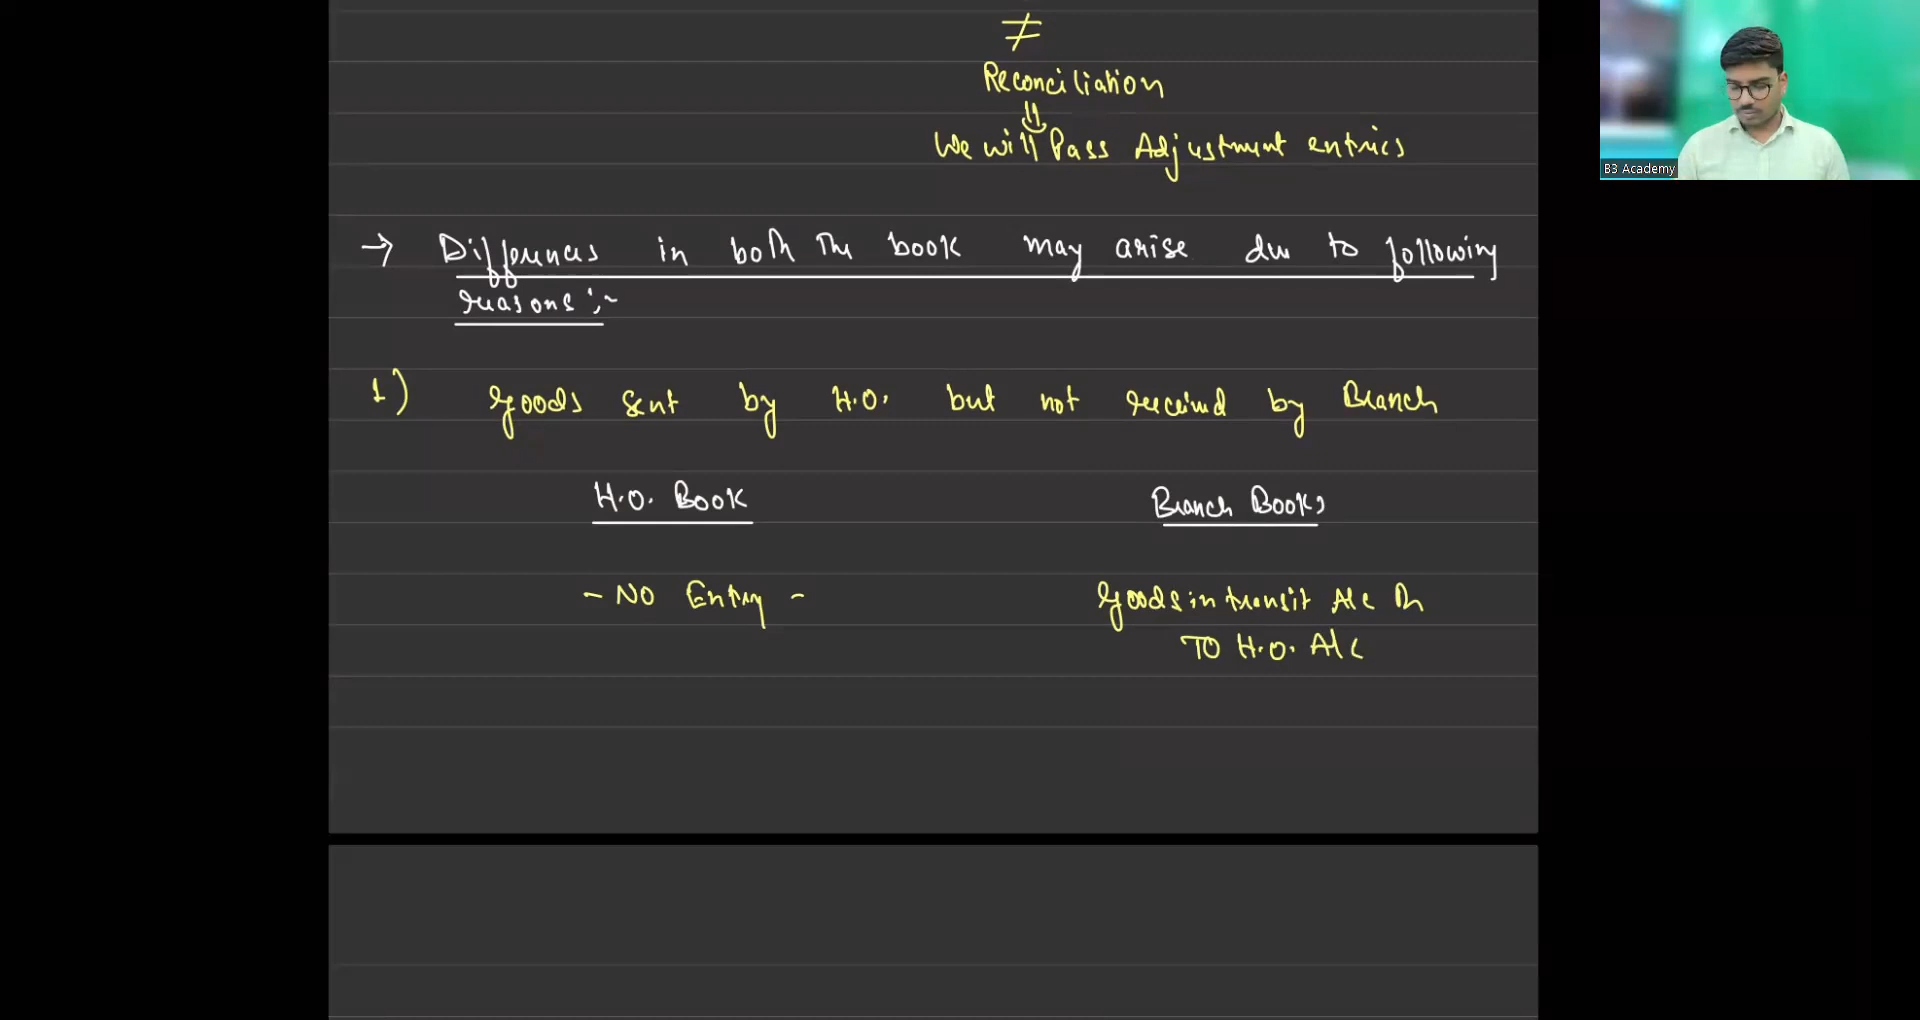 ≠
Reconciliation
⇓
We will Pass Adjustment entries
→ Differences in both the book may arise due to following
reasons :-
1) Goods sent by H.O. but not received by Branch
H.O. Book Branch Books
- NO Entry - Goods in transit A/c Dr
TO H.O. A/c
B3 Academy